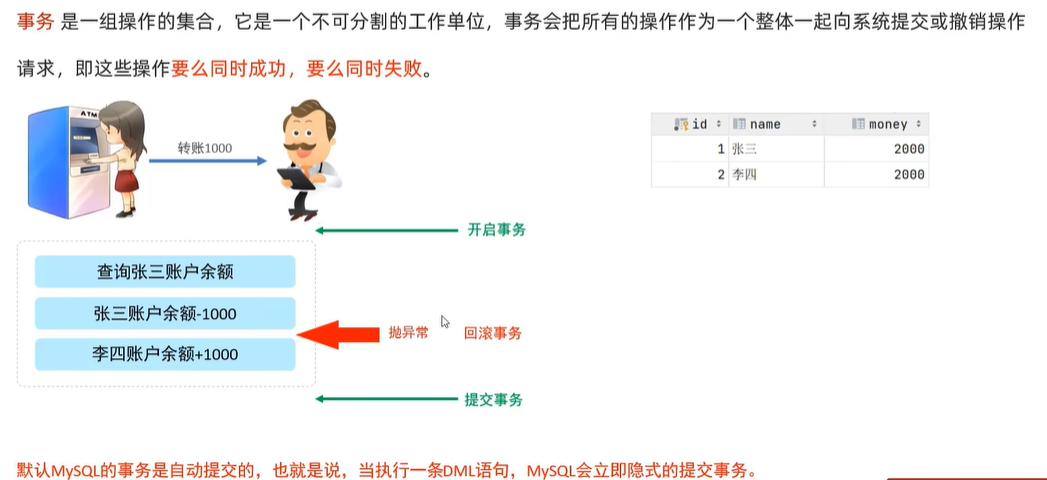 事务 是一组操作的集合，它是一个不可分割的工作单位，事务会把所有的操作作为一个整体一起向系统提交或撤销操作
请求，即这些操作要么同时成功，要么同时失败。
ATM
转账1000
id name money
1 张三 2000
2 李四 2000
开启事务
查询张三账户余额
张三账户余额-1000
抛异常 回滚事务
李四账户余额+1000
提交事务
默认MySQL的事务是自动提交的，也就是说，当执行一条DML语句，MySQL会立即隐式的提交事务。